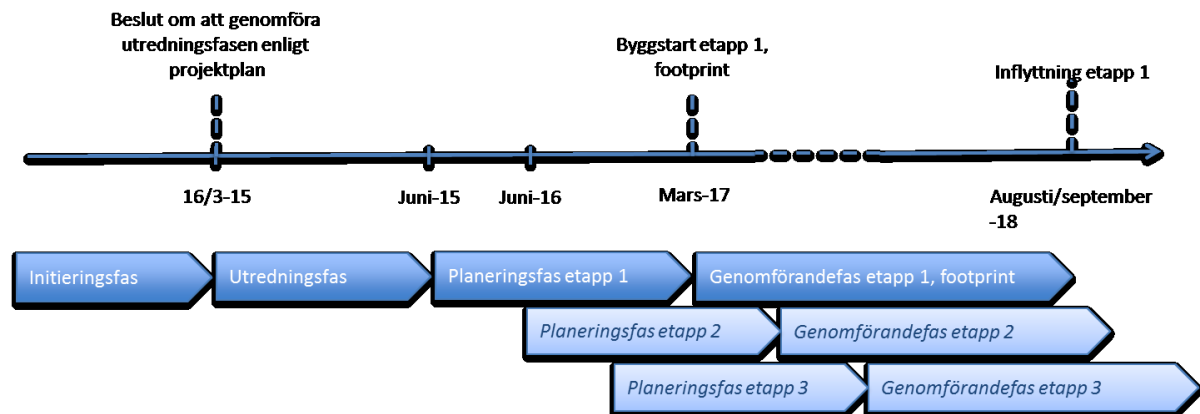 Beslut om att genomföra
utredningsfasen enligt
projektplan
Byggstart etapp 1,
footprint
Inflyttning etapp 1
16/3-15
Juni-15
Juni-16
Mars-17
Augusti/september
-18
Initieringsfas
Utredningsfas
Planeringsfas etapp 1
Genomförandefas etapp 1, footprint
Planeringsfas etapp 2
Genomförandefas etapp 2
Planeringsfas etapp 3
Genomförandefas etapp 3